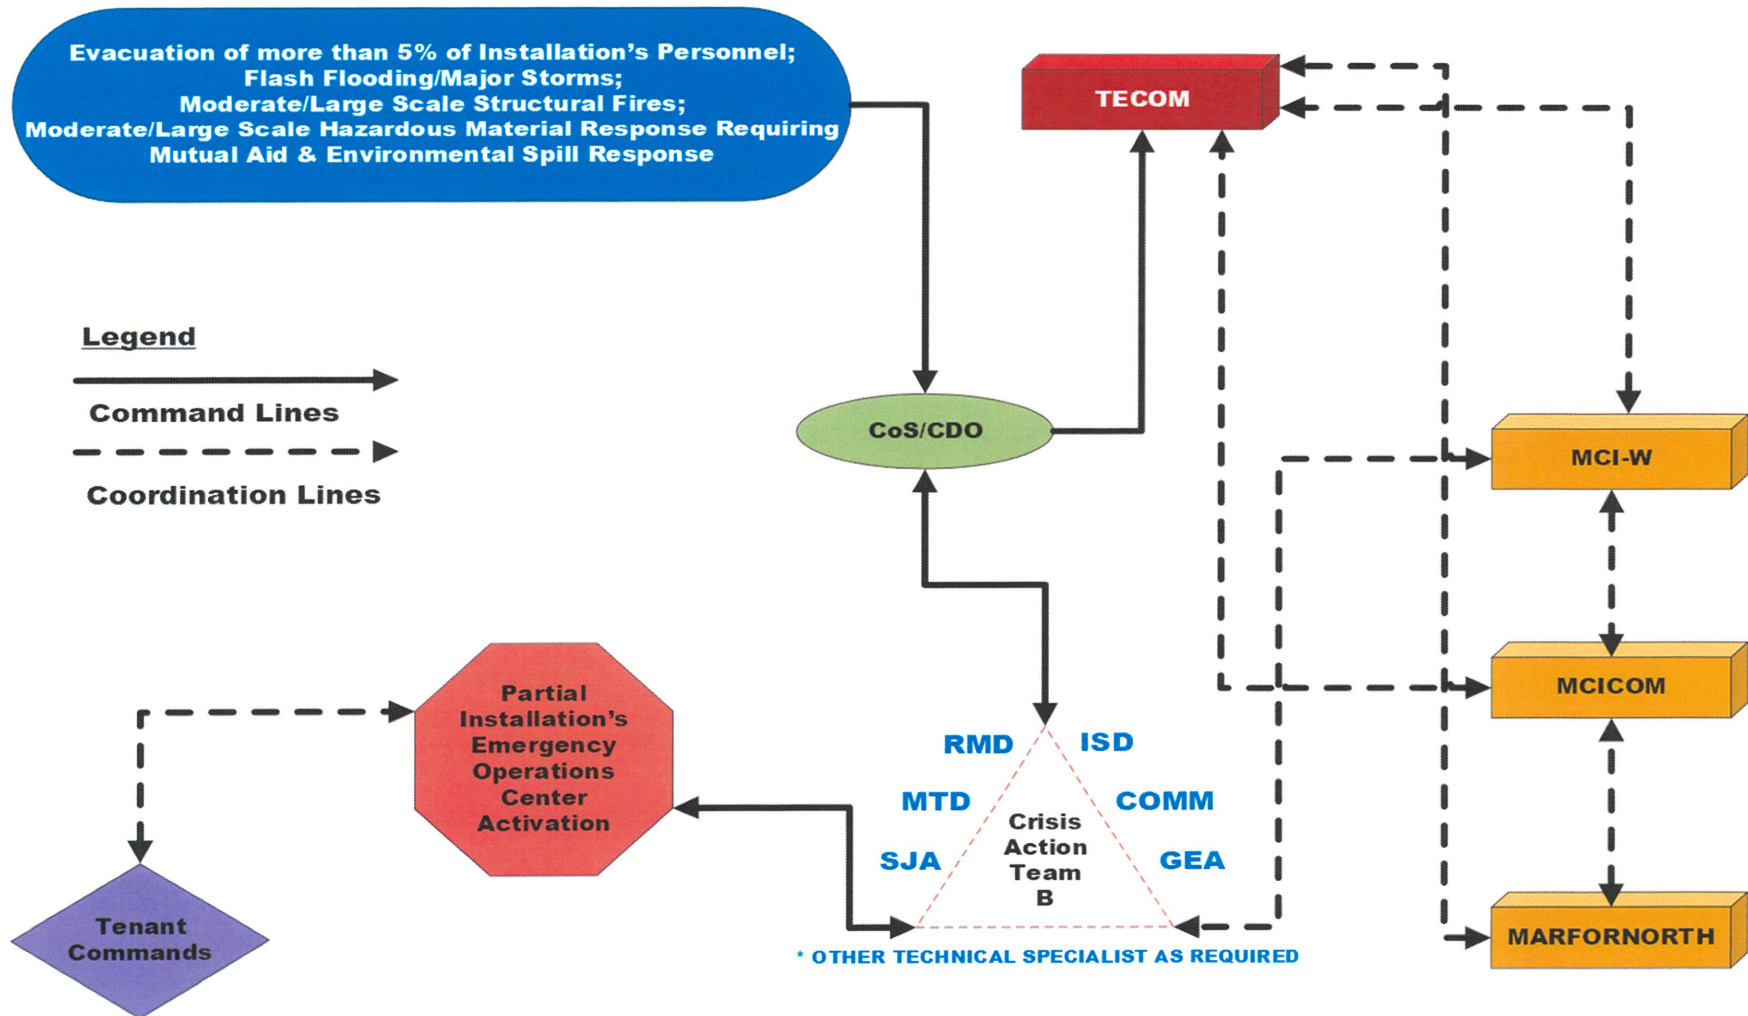 Evacuation of more than 5% of Installation's Personnel;
Flash Flooding/Major Storms;
Moderate/Large Scale Structural Fires;
Moderate/Large Scale Hazardous Material Response Requiring
Mutual Aid & Environmental Spill Response
TECOM
Legend
Command Lines
Coordination Lines
CoS/CDO
MCI-W
MCICOM
MARFORNORTH
Partial
Installation's
Emergency
Operations
Center
Activation
Tenant
Commands
RMD
ISD
MTD
COMM
SJA
GEA
Crisis
Action
Team
B
* OTHER TECHNICAL SPECIALIST AS REQUIRED